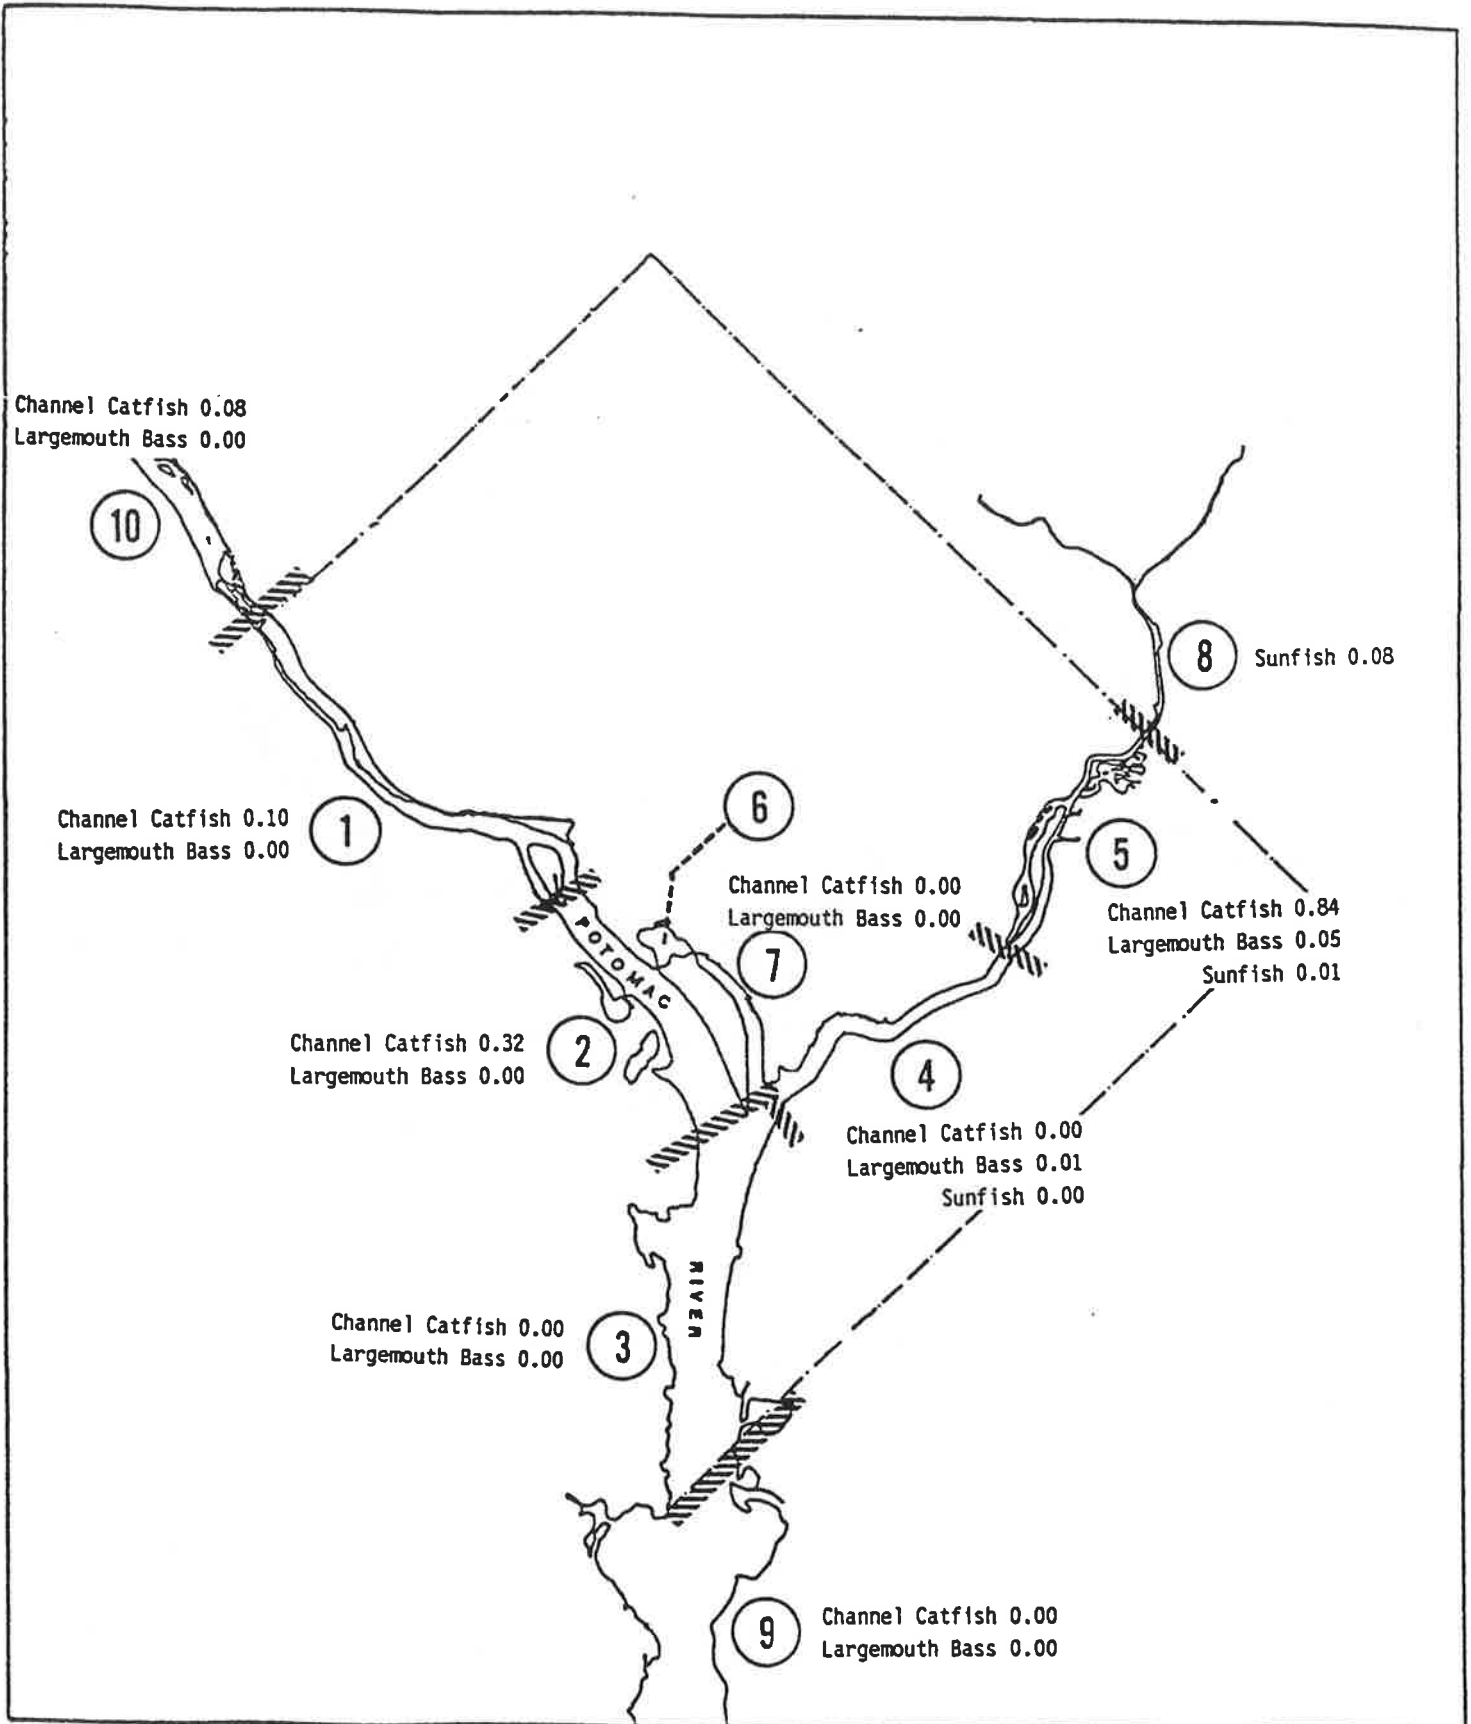 Channel Catfish 0.08
Largemouth Bass 0.00
10
8
Sunfish 0.08
6
Channel Catfish 0.10
Largemouth Bass 0.00
1
5
Channel Catfish 0.00
Largemouth Bass 0.00
7
Channel Catfish 0.84
Largemouth Bass 0.05
Sunfish 0.01
POTOMAC
Channel Catfish 0.32
Largemouth Bass 0.00
2
4
Channel Catfish 0.00
Largemouth Bass 0.01
Sunfish 0.00
RIVER
Channel Catfish 0.00
Largemouth Bass 0.00
3
9
Channel Catfish 0.00
Largemouth Bass 0.00